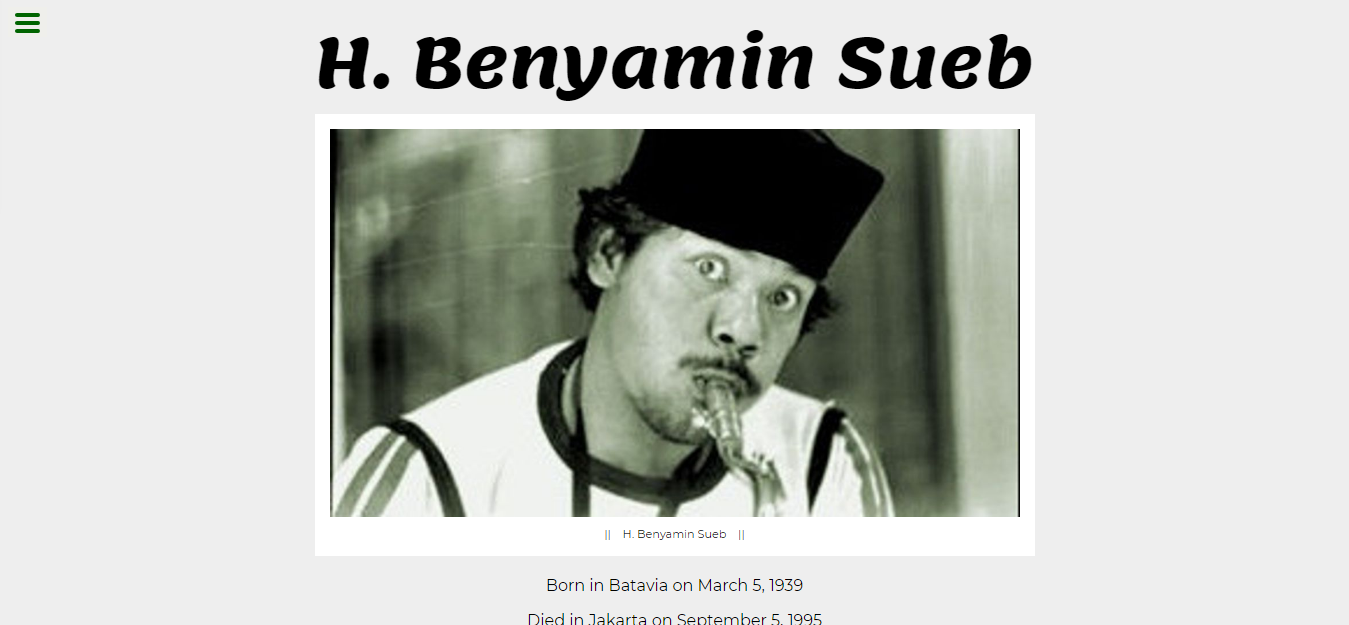 H. Benyamin Sueb
|| H. Benyamin Sueb ||
Born in Batavia on March 5, 1939
Died in Jakarta on September 5, 1995